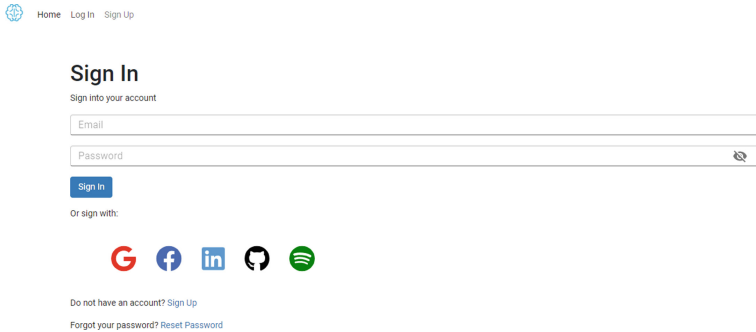 Home Log In Sign Up
Sign In
Sign into your account
Email
Password
Sign In
Or sign with:
Do not have an account? Sign Up
Forgot your password? Reset Password